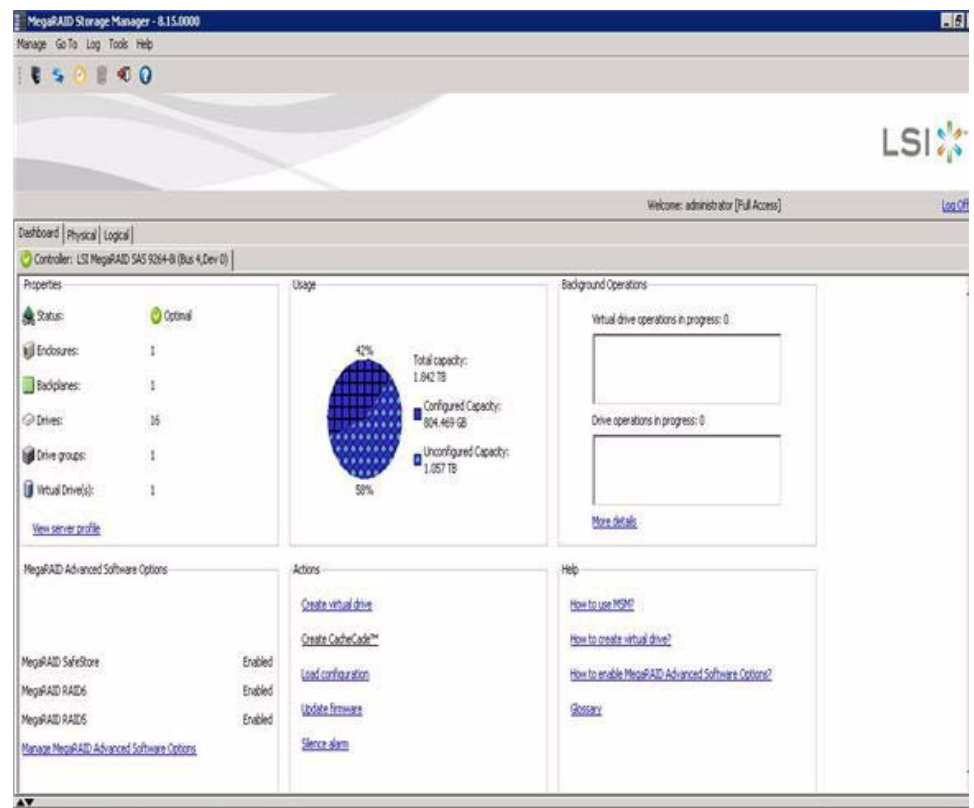 MegaRAID Storage Manager - 8.15.0000
Manage Go To Log Tools Help
LSI
Welcome: administrator [Full Access]
Log Off
Dashboard Physical Logical
Controller: LSI MegaRAID SAS 9264-8i (Bus 4,Dev 0)
Properties
Status: Optimal
Enclosures: 1
Backplanes: 1
Drives: 16
Drive groups: 1
Virtual Drive(s): 1
View server profile
Usage
42%
58%
Total capacity:
1.842 TB
Configured Capacity:
804.469 GB
Unconfigured Capacity:
1.057 TB
Background Operations
Virtual drive operations in progress: 0
Drive operations in progress: 0
More details
MegaRAID Advanced Software Options
MegaRAID SafeStore Enabled
MegaRAID RAID6 Enabled
MegaRAID RAID5 Enabled
Manage MegaRAID Advanced Software Options
Actions
Create virtual drive
Create CacheCade™
Load configuration
Update firmware
Silence alarm
Help
How to use MSM?
How to create virtual drive?
How to enable MegaRAID Advanced Software Options?
Glossary